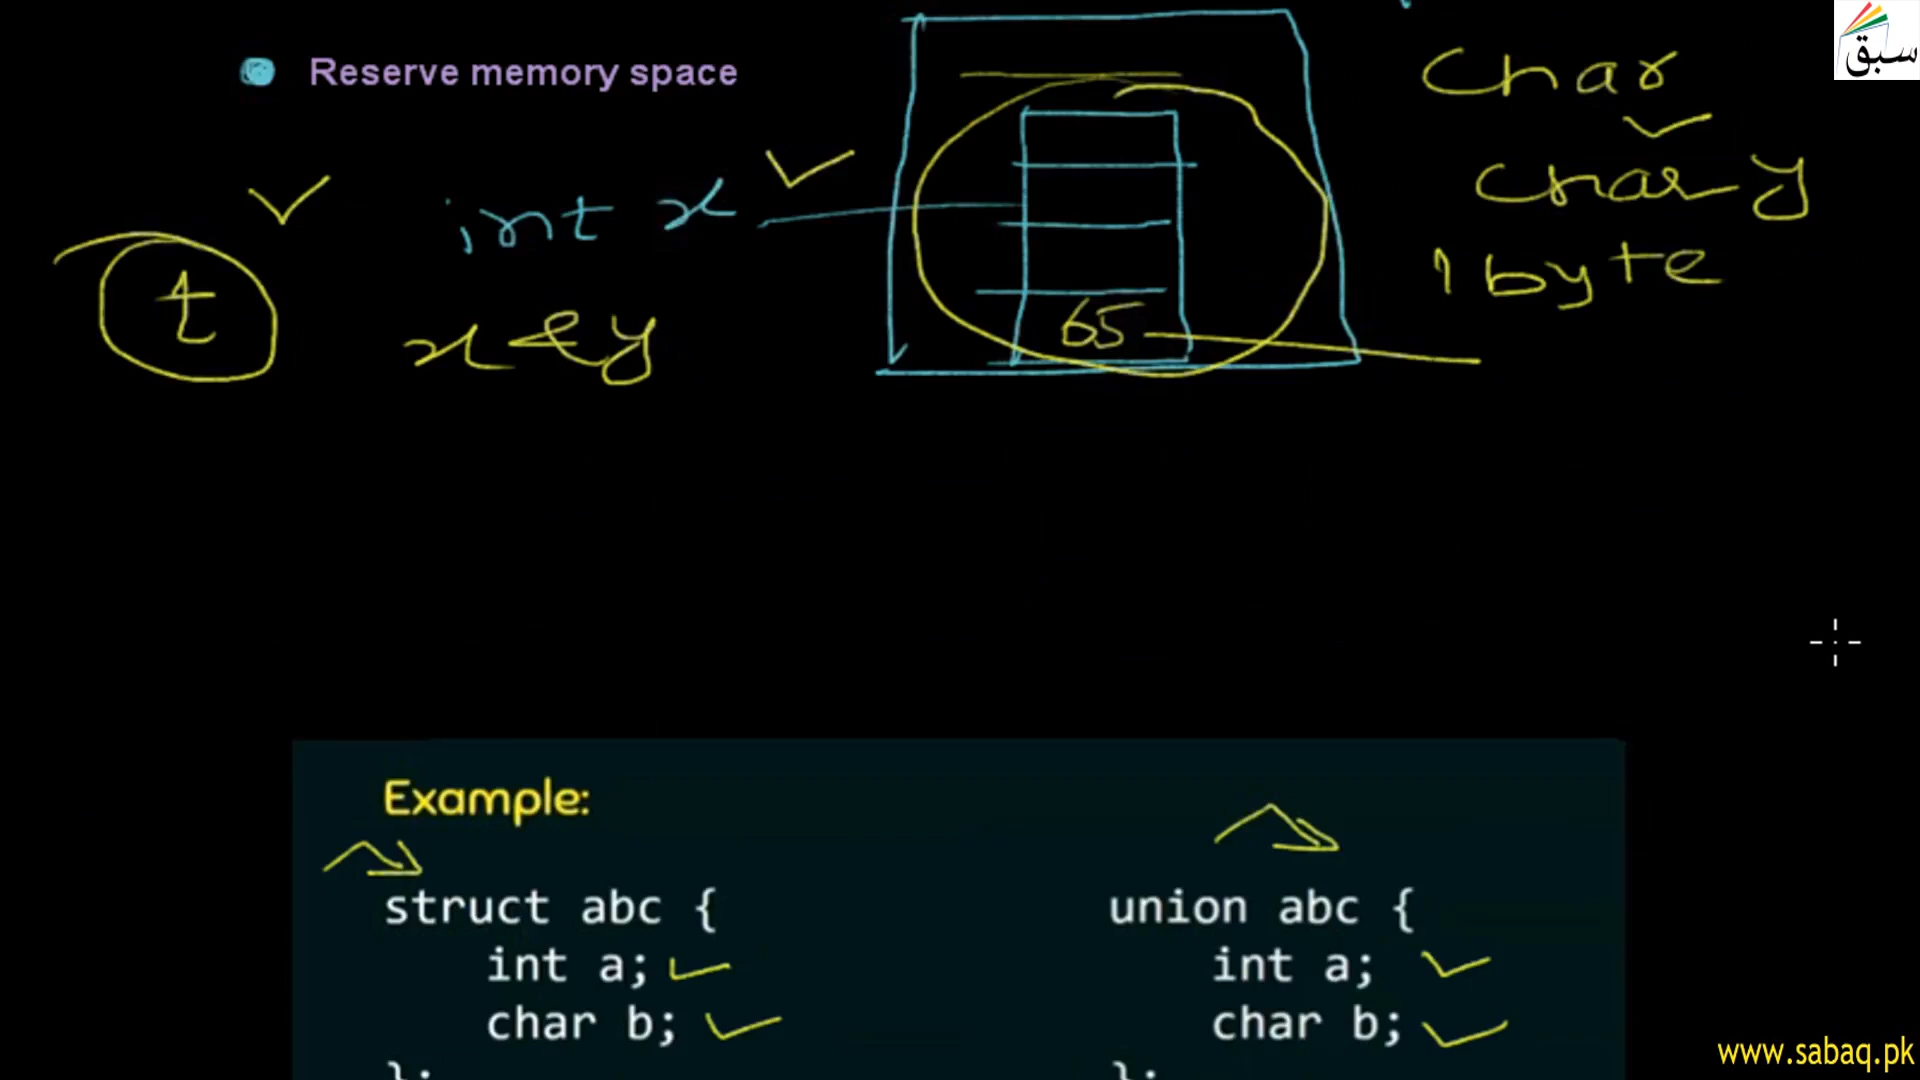 سبق
Reserve memory space
char
int x
char y
1 byte
t
x & y
65
Example:
struct abc {
int a;
char b;
};
union abc {
int a;
char b;
};
www.sabaq.pk